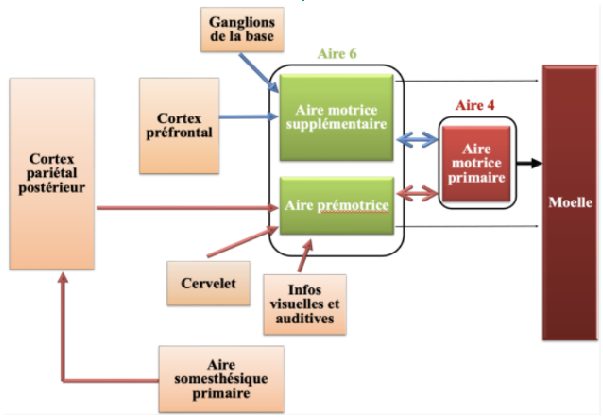 Ganglions
de la base
Aire 6
Cortex
préfrontal
Aire motrice
supplémentaire
Aire 4
Aire
motrice
primaire
Cortex
pariétal
postérieur
Aire prémotrice
Moelle
Cervelet
Infos
visuelles et
auditives
Aire
somesthésique
primaire